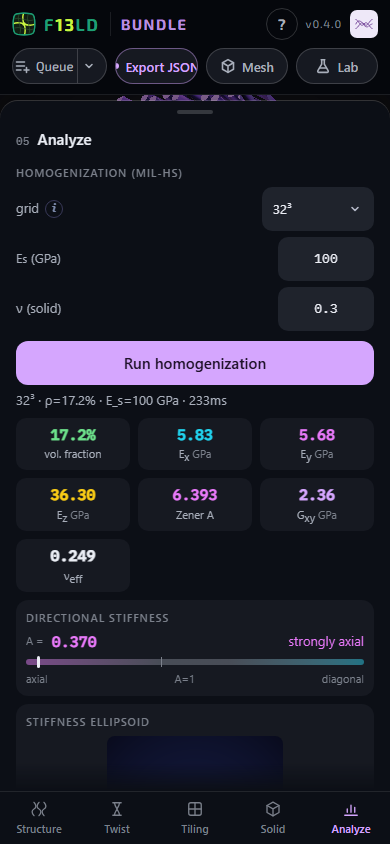 F13LD BUNDLE ? v0.4.0
Queue Export JSON Mesh Lab
05 Analyze
HOMOGENIZATION (MIL-HS)
grid i 32³
Es (GPa) 100
ν (solid) 0.3
Run homogenization
32³ · ρ=17.2% · E_s=100 GPa · 233ms
17.2% 5.83 5.68
vol. fraction Ex GPa Ey GPa
36.30 6.393 2.36
Ez GPa Zener A Gxy GPa
0.249
νeff
DIRECTIONAL STIFFNESS
A = 0.370 strongly axial
axial A=1 diagonal
STIFFNESS ELLIPSOID
Structure Twist Tiling Solid Analyze